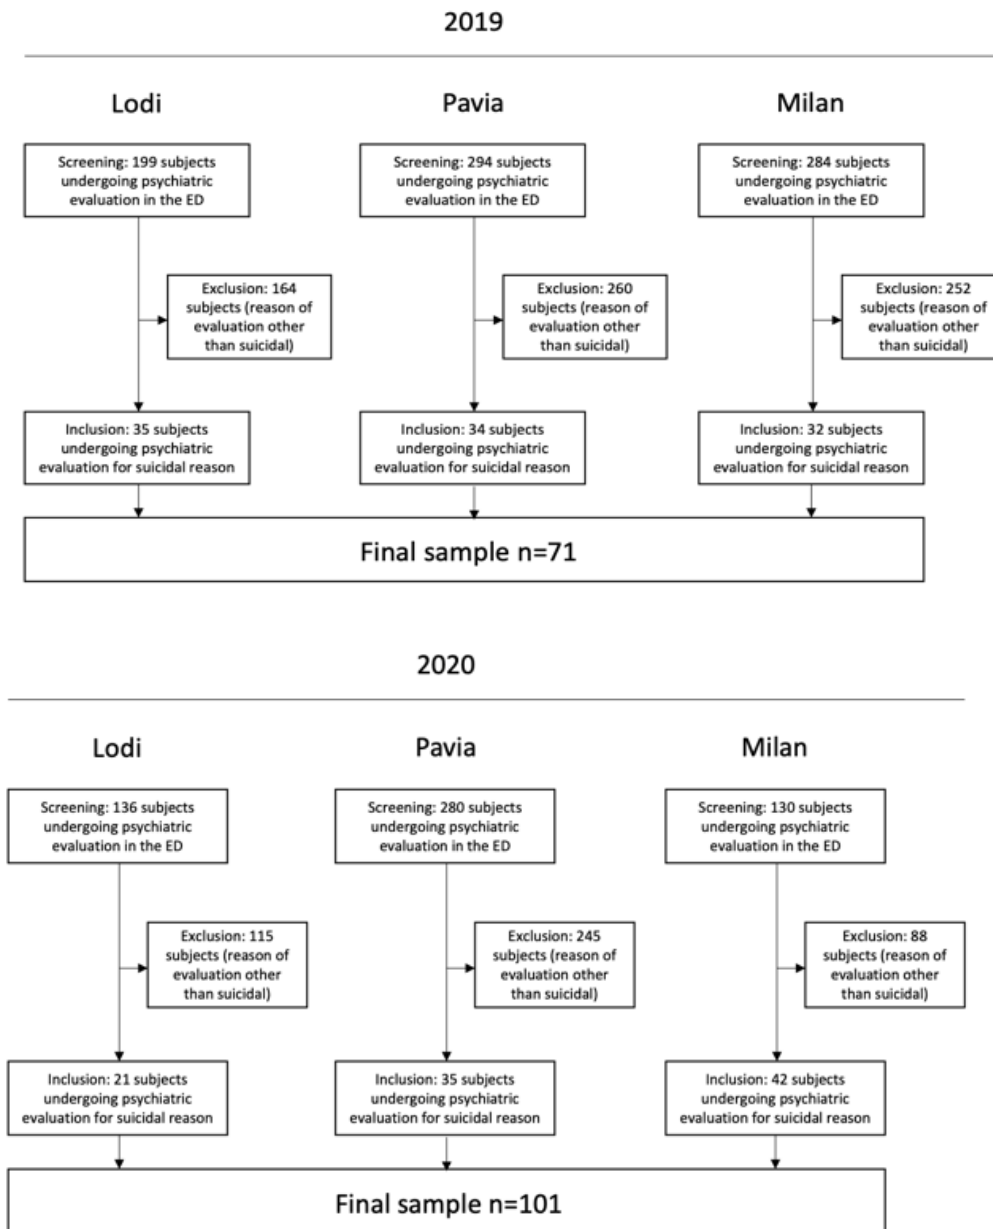 2019
Lodi
Pavia
Milan
Screening: 199 subjects
undergoing psychiatric
evaluation in the ED
Screening: 294 subjects
undergoing psychiatric
evaluation in the ED
Screening: 284 subjects
undergoing psychiatric
evaluation in the ED
Exclusion: 164
subjects (reason of
evaluation other
than suicidal)
Exclusion: 260
subjects (reason of
evaluation other
than suicidal)
Exclusion: 252
subjects (reason of
evaluation other
than suicidal)
Inclusion: 35 subjects
undergoing psychiatric
evaluation for suicidal reason
Inclusion: 34 subjects
undergoing psychiatric
evaluation for suicidal reason
Inclusion: 32 subjects
undergoing psychiatric
evaluation for suicidal reason
Final sample n=71
2020
Lodi
Pavia
Milan
Screening: 136 subjects
undergoing psychiatric
evaluation in the ED
Screening: 280 subjects
undergoing psychiatric
evaluation in the ED
Screening: 130 subjects
undergoing psychiatric
evaluation in the ED
Exclusion: 115
subjects (reason of
evaluation other
than suicidal)
Exclusion: 245
subjects (reason of
evaluation other
than suicidal)
Exclusion: 88
subjects (reason of
evaluation other
than suicidal)
Inclusion: 21 subjects
undergoing psychiatric
evaluation for suicidal reason
Inclusion: 35 subjects
undergoing psychiatric
evaluation for suicidal reason
Inclusion: 42 subjects
undergoing psychiatric
evaluation for suicidal reason
Final sample n=101